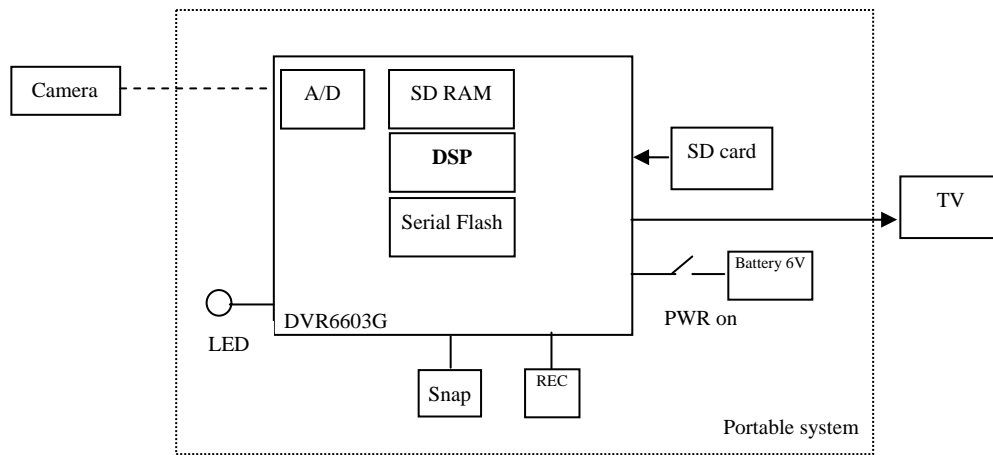 Camera
A/D
SD RAM
DSP
Serial Flash
SD card
TV
Battery 6V
PWR on
LED
DVR6603G
Snap
REC
Portable system